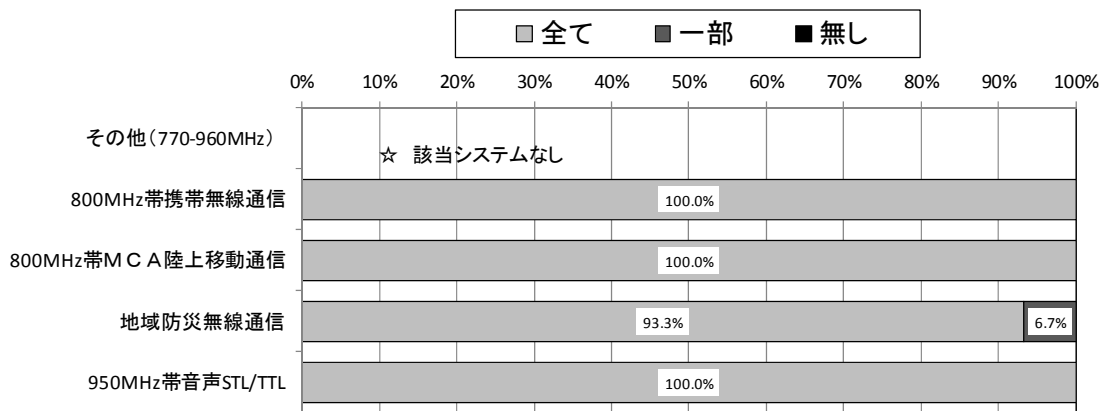 全て 一部 無し
0% 10% 20% 30% 40% 50% 60% 70% 80% 90% 100%
その他(770-960MHz)
☆ 該当システムなし
800MHz帯携帯無線通信 100.0%
800MHz帯MCA陸上移動通信 100.0%
地域防災無線通信 93.3% 6.7%
950MHz帯音声STL/TTL 100.0%